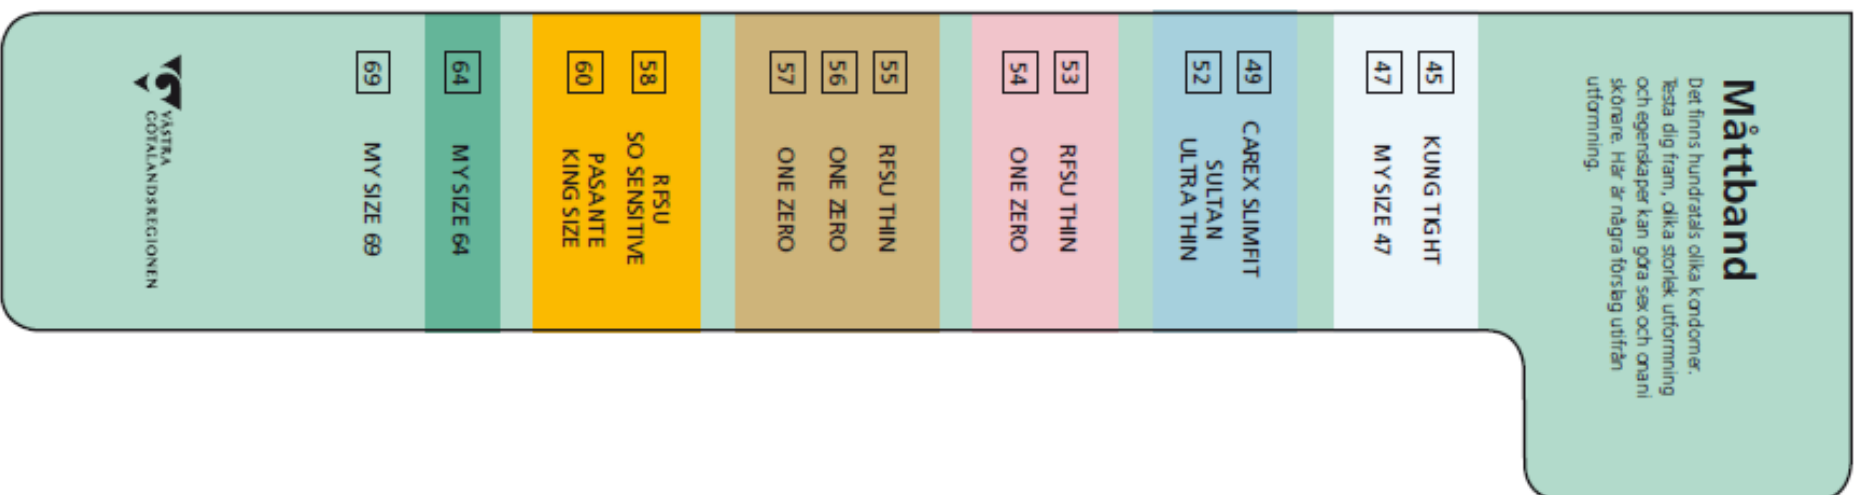 Måttband
Det finns hundratals olika kondomer.
Testa dig fram, olika storlek utformning
och egenskaper kan göra sex och onani
skönare. Här är några förslag utifrån
utformning.
45 KUNG TIGHT
47 MY SIZE 47
49 CAREX SLIMFIT
52 SULTAN
ULTRA THIN
53 RFSU THIN
54 ONE ZERO
55 RFSU THIN
56 ONE ZERO
57 ONE ZERO
58 RFSU
SO SENSITIVE
60 PASANTE
KING SIZE
64 MY SIZE 64
69 MY SIZE 69
VÄSTRA
GÖTALANDSREGIONEN